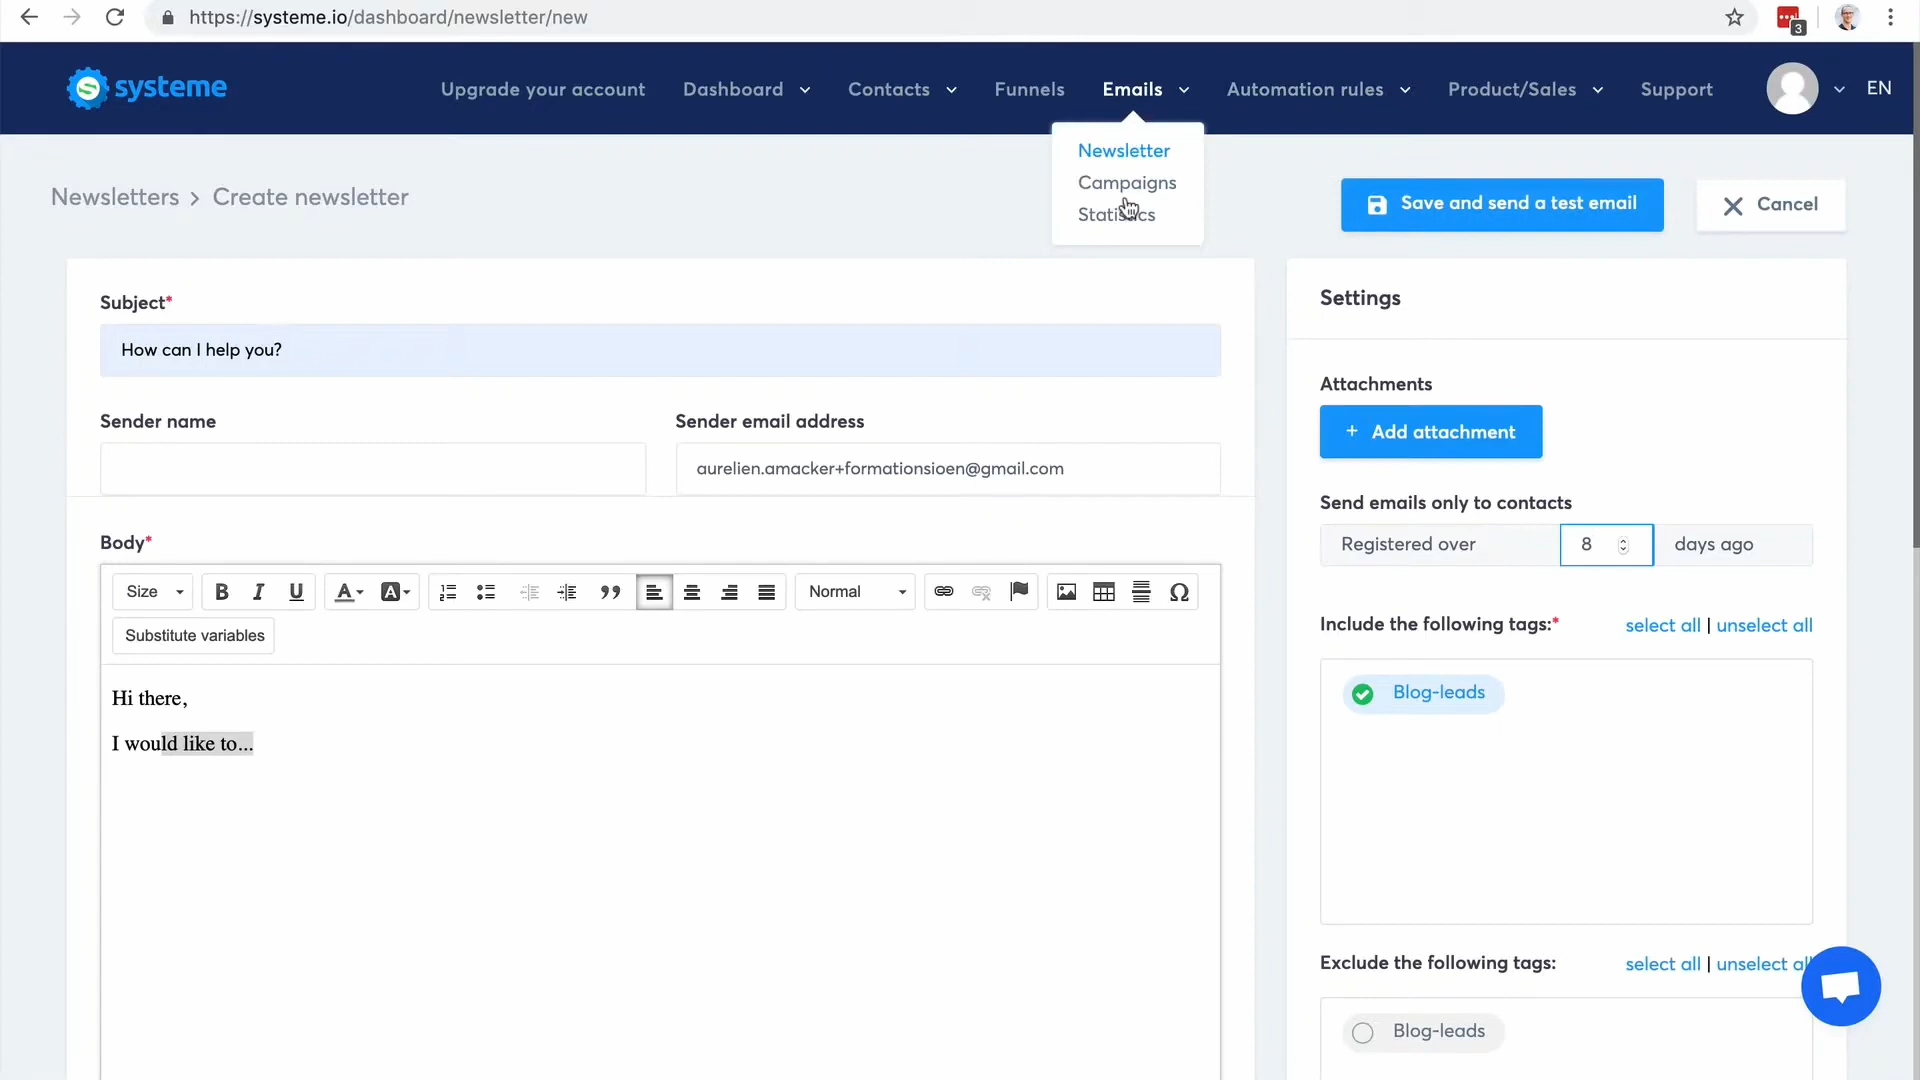 https://systeme.io/dashboard/newsletter/new
3
systeme
Upgrade your account Dashboard Contacts Funnels Emails Automation rules Product/Sales Support EN
Newsletter
Campaigns
Statistics
Newsletters > Create newsletter
Save and send a test email
Cancel
Subject*
How can I help you?
Sender name
Sender email address
aurelien.amacker+formationsioen@gmail.com
Body*
Size
B I U A A
Normal
Ω
Substitute variables
Hi there,
I would like to...
Settings
Attachments
+ Add attachment
Send emails only to contacts
Registered over 8 days ago
Include the following tags:* select all | unselect all
Blog-leads
Exclude the following tags: select all | unselect all
Blog-leads